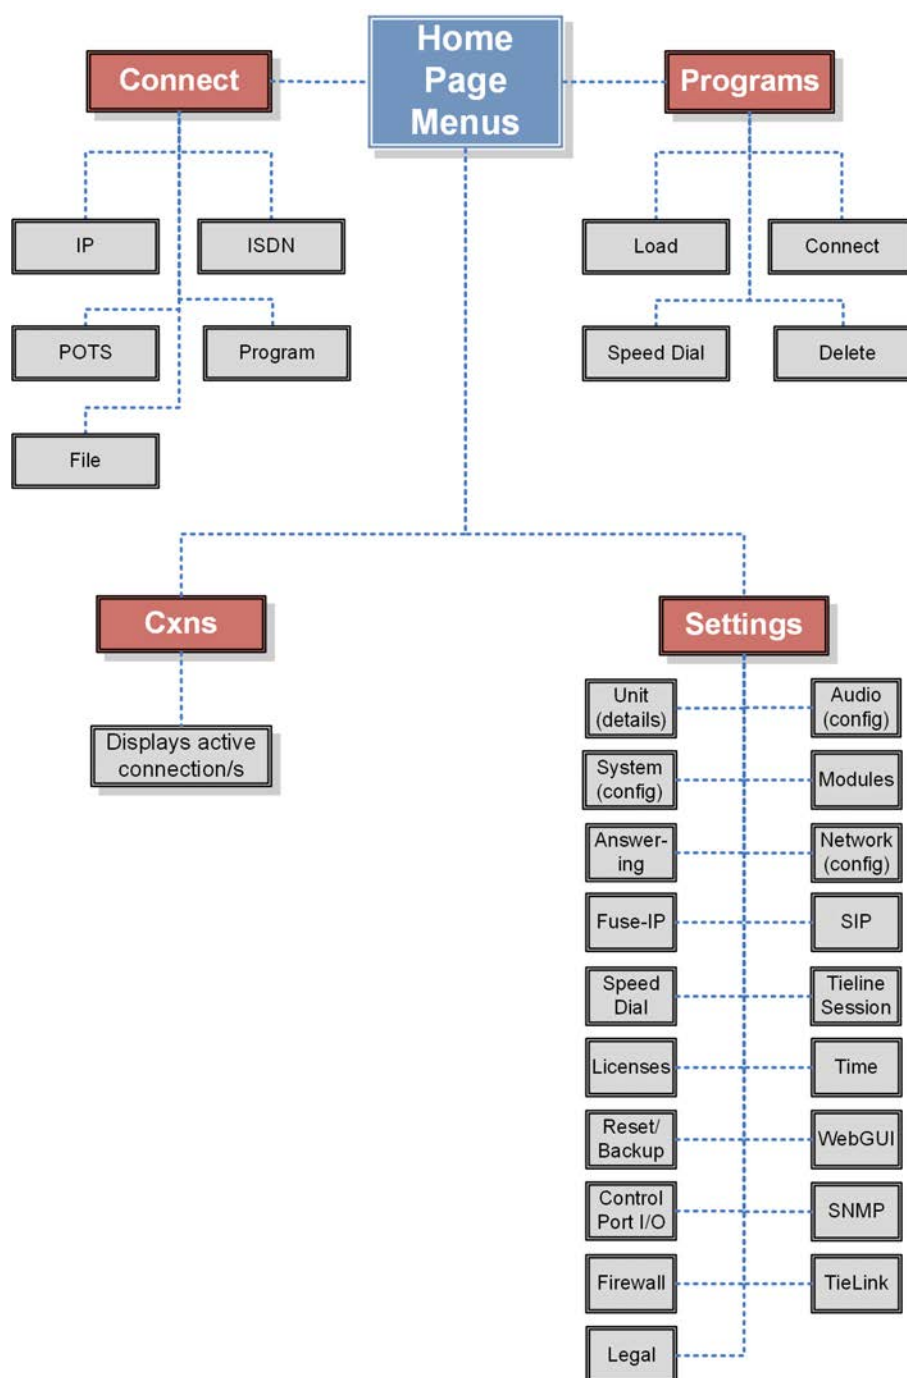 Home
Page
Menus
Connect
Programs
IP
ISDN
Load
Connect
POTS
Program
Speed Dial
Delete
File
Cxns
Settings
Displays active
connection/s
Unit
(details)
Audio
(config)
System
(config)
Modules
Answer-
ing
Network
(config)
Fuse-IP
SIP
Speed
Dial
Tieline
Session
Licenses
Time
Reset/
Backup
WebGUI
Control
Port I/O
SNMP
Firewall
TieLink
Legal